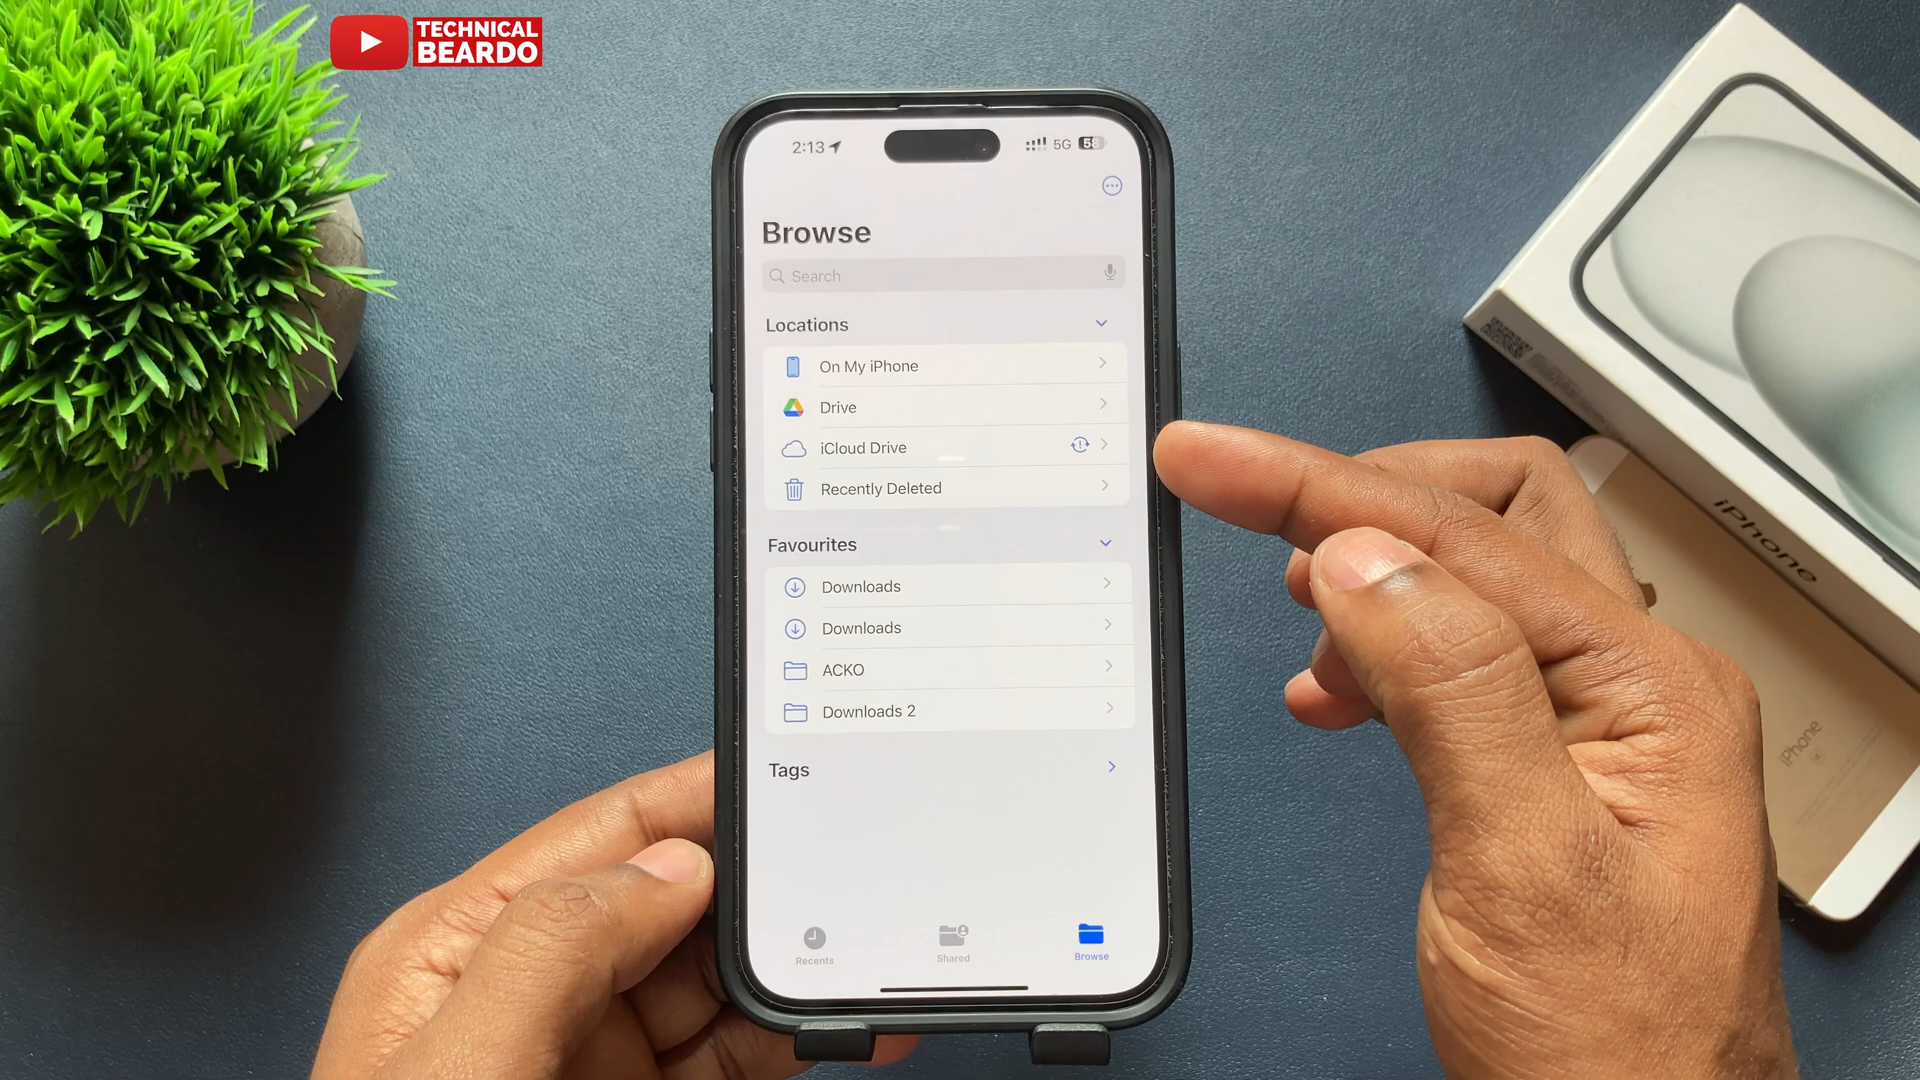 TECHNICAL
BEARDO
2:13
5G
Browse
Search
Locations
On My iPhone
Drive
iCloud Drive
Recently Deleted
Favourites
Downloads
Downloads
ACKO
Downloads 2
Tags
Recents
Shared
Browse
iPhone
iPhone